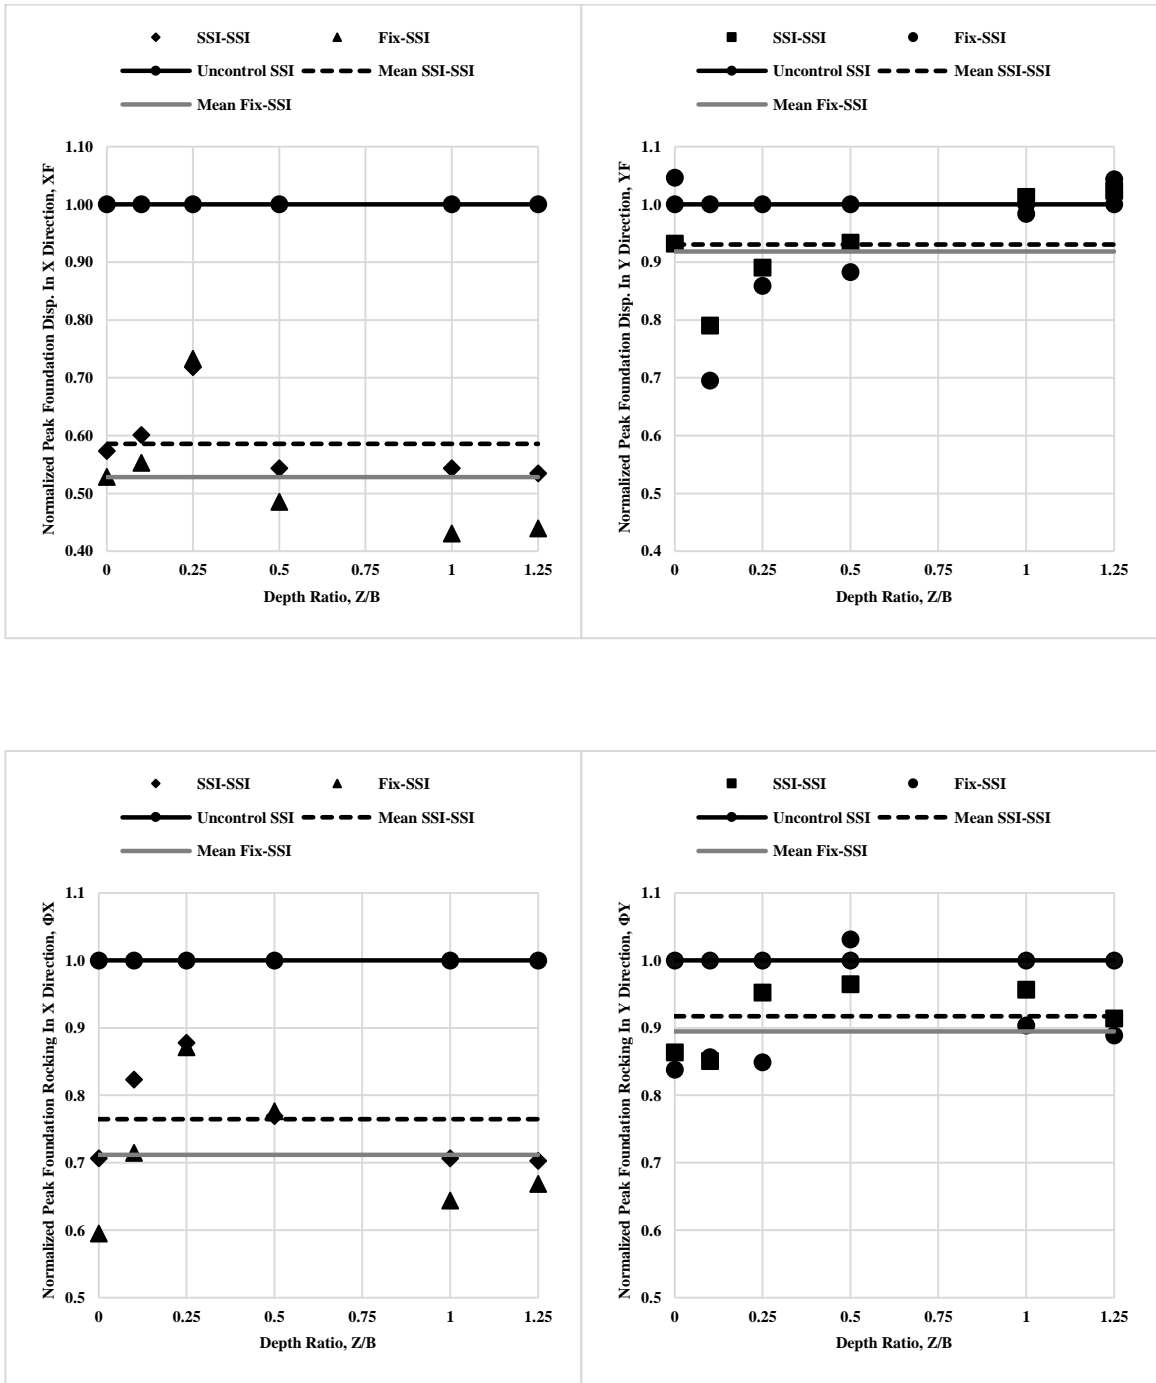 SSI-SSI Fix-SSI
Uncontrol SSI Mean SSI-SSI
Mean Fix-SSI
Normalized Peak Foundation Disp. In X Direction, XF
1.10
1.00
0.90
0.80
0.70
0.60
0.50
0.40
0 0.25 0.5 0.75 1 1.25
Depth Ratio, Z/B
SSI-SSI Fix-SSI
Uncontrol SSI Mean SSI-SSI
Mean Fix-SSI
Normalized Peak Foundation Disp. In Y Direction, YF
1.1
1.0
0.9
0.8
0.7
0.6
0.5
0.4
0 0.25 0.5 0.75 1 1.25
Depth Ratio, Z/B
SSI-SSI Fix-SSI
Uncontrol SSI Mean SSI-SSI
Mean Fix-SSI
Normalized Peak Foundation Rocking In X Direction, ΦX
1.1
1.0
0.9
0.8
0.7
0.6
0.5
0 0.25 0.5 0.75 1 1.25
Depth Ratio, Z/B
SSI-SSI Fix-SSI
Uncontrol SSI Mean SSI-SSI
Mean Fix-SSI
Normalized Peak Foundation Rocking In Y Direction, ΦY
1.1
1.0
0.9
0.8
0.7
0.6
0.5
0 0.25 0.5 0.75 1 1.25
Depth Ratio, Z/B